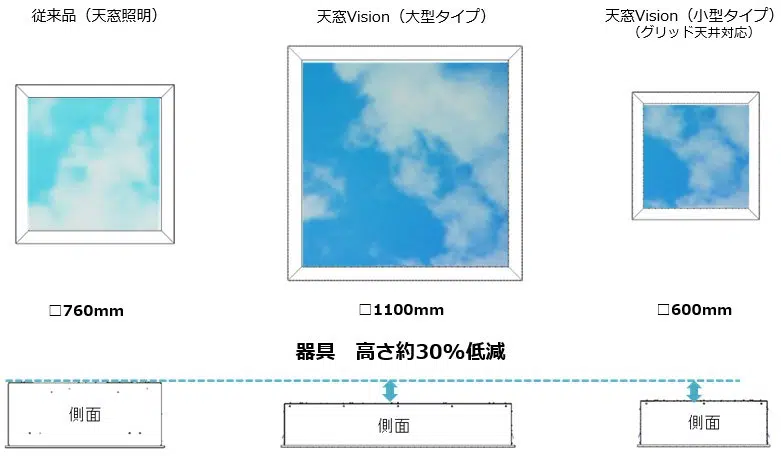 従来品（天窓照明）
天窓Vision（大型タイプ）
天窓Vision（小型タイプ）
（グリッド天井対応）
□760mm
□1100mm
□600mm
器具　高さ約30%低減
側面
側面
側面